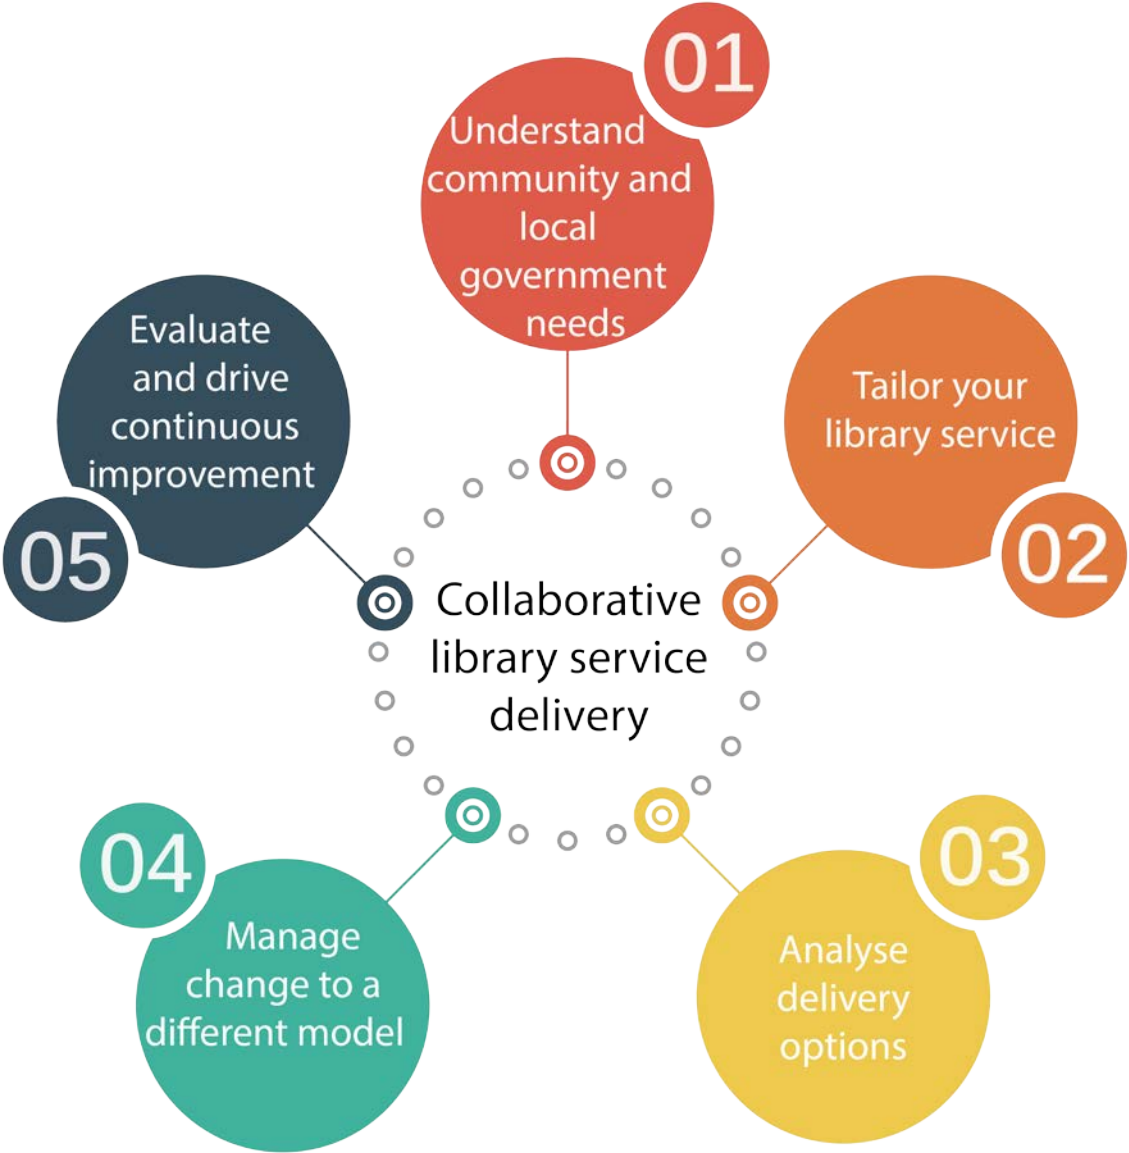 01
Understand
community and
local
government
needs
02
Tailor your
library service
03
Analyse
delivery
options
04
Manage
change to a
different model
05
Evaluate
and drive
continuous
improvement
Collaborative
library service
delivery